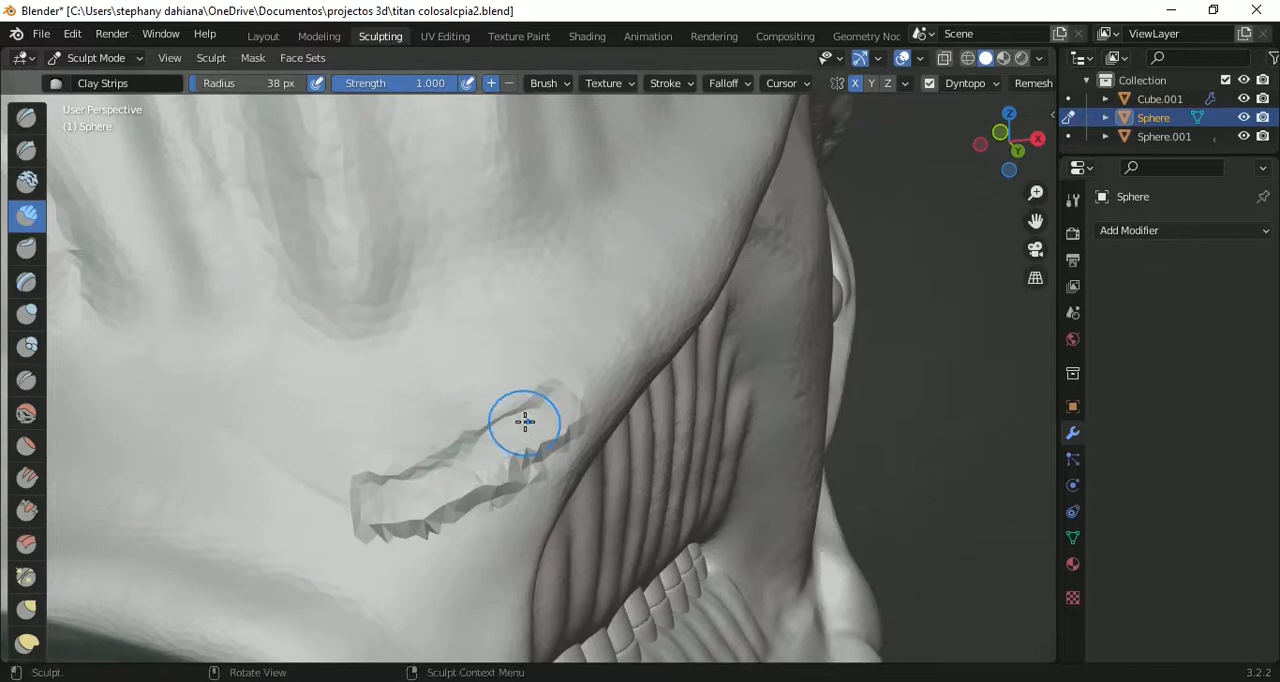 Blender* [C:\Users\stephany dahiana\OneDrive\Documentos\projectos 3d\titan colosalcpia2.blend]
File Edit Render Window Help Layout Modeling Sculpting UV Editing Texture Paint Shading Animation Rendering Compositing Geometry Noc Scene ViewLayer
Sculpt Mode View Sculpt Mask Face Sets
Clay Strips Radius 38 px Strength 1.000 Brush Texture Stroke Falloff Cursor X Y Z Dyntopo Remesh
User Perspective
(1) Sphere
Z
X
Y
Collection
Cube.001
Sphere
Sphere.001
Sphere
Add Modifier
Sculpt Rotate View Sculpt Context Menu 3.2.2